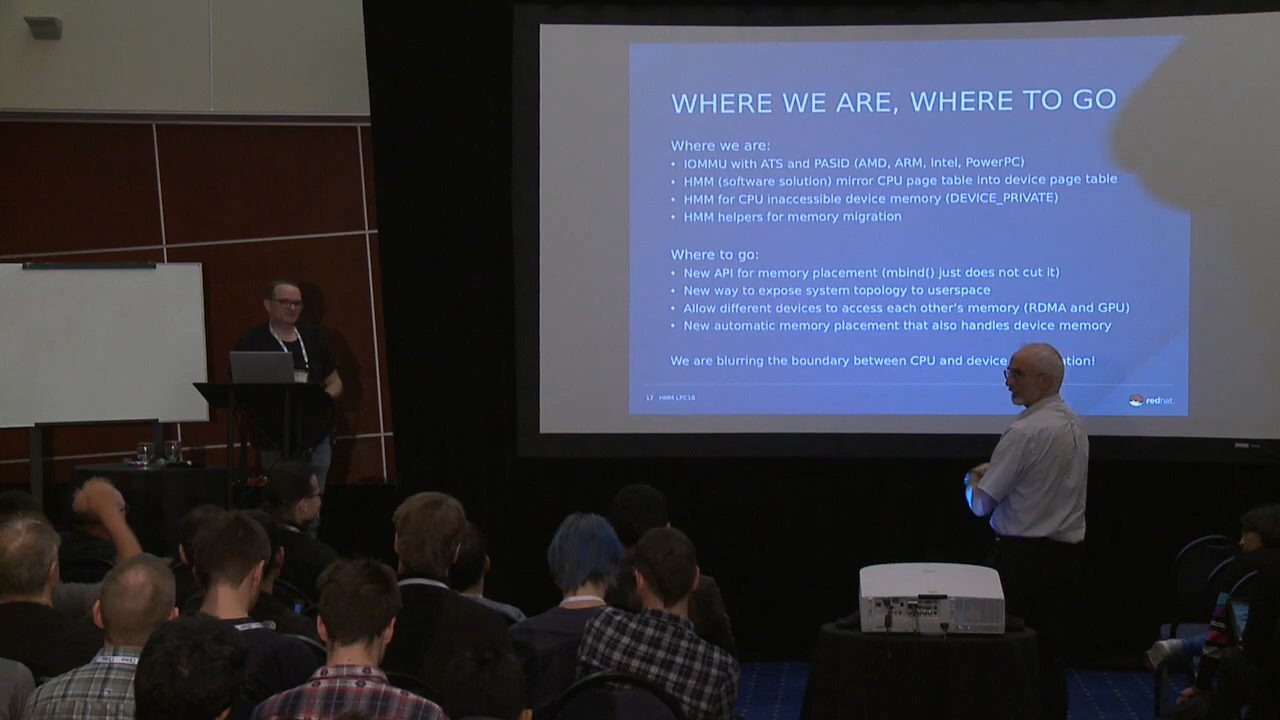 WHERE WE ARE, WHERE TO GO
Where we are:
• IOMMU with ATS and PASID (AMD, ARM, Intel, PowerPC)
• HMM (software solution) mirror CPU page table into device page table
• HMM for CPU inaccessible device memory (DEVICE_PRIVATE)
• HMM helpers for memory migration
Where to go:
• New API for memory placement (mbind() just does not cut it)
• New way to expose system topology to userspace
• Allow different devices to access each other's memory (RDMA and GPU)
• New automatic memory placement that also handles device memory
We are blurring the boundary between CPU and device
17 HMM LPC18
redhat.